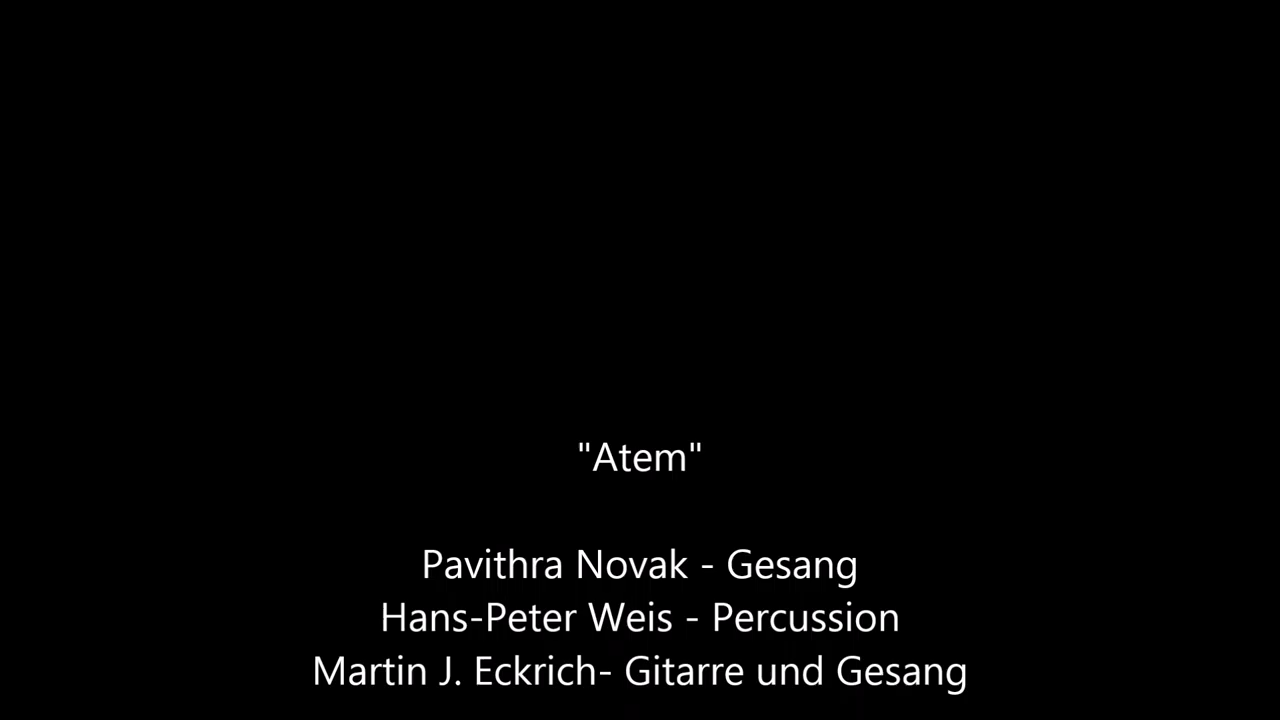 "Atem"
Pavithra Novak - Gesang
Hans-Peter Weis - Percussion
Martin J. Eckrich- Gitarre und Gesang